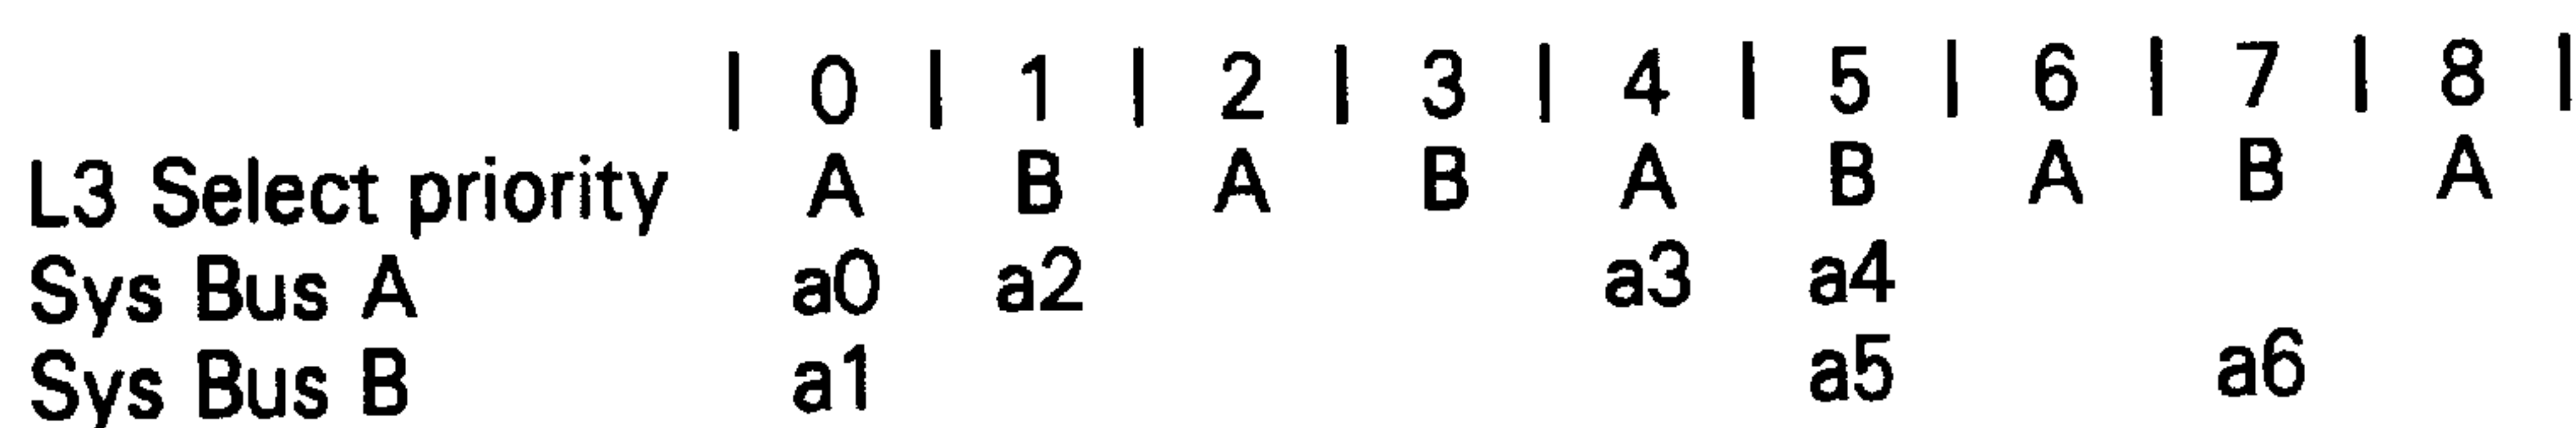 | 0 | 1 | 2 | 3 | 4 | 5 | 6 | 7 | 8 |
L3 Select priority A B A B A B A B A
Sys Bus A a0 a2 a3 a4
Sys Bus B a1 a5 a6